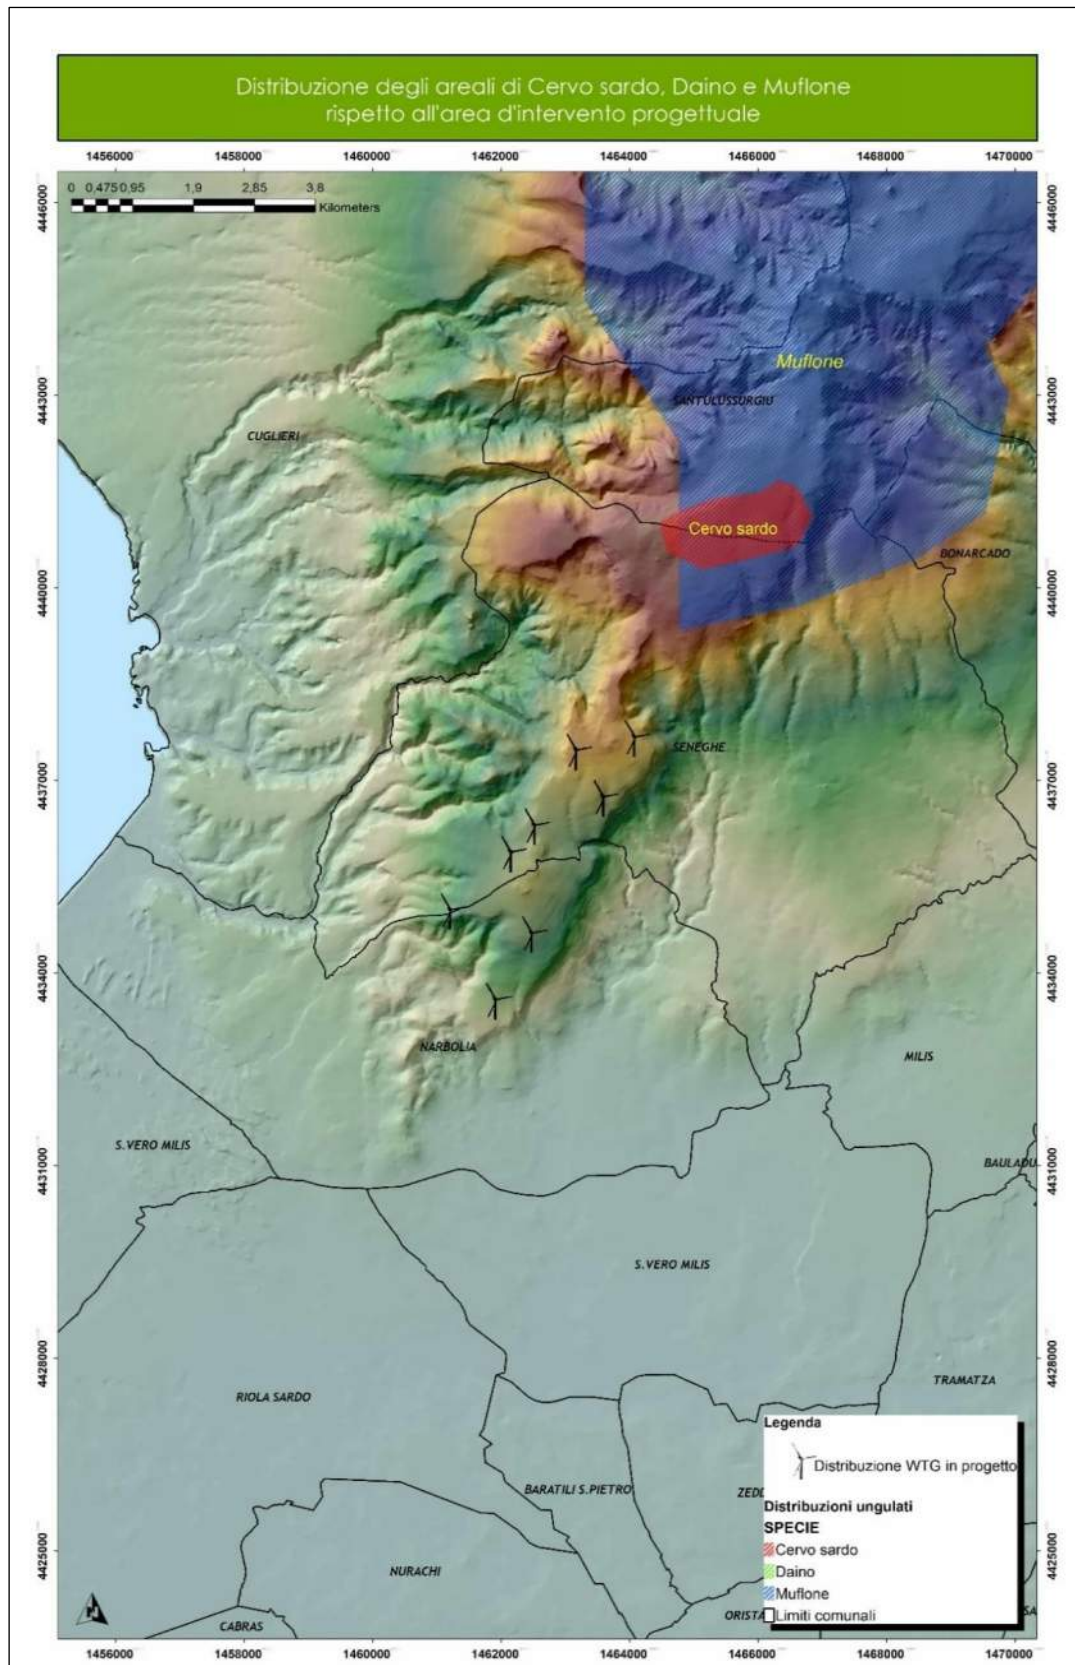 Distribuzione degli areali di Cervo sardo, Daino e Muflone
rispetto all'area d'intervento progettuale
1456000 1458000 1460000 1462000 1464000 1466000 1468000 1470000
0 0,475 0,95 1,9 2,85 3,8
Kilometers
4446000 4446000
Muflone
4443000 SANTULUSSURGIU 4443000
CUGLIERI
Cervo sardo
BONARCADO
4440000 4440000
SENEGHE
4437000 4437000
4434000 4434000
NARBOLIA
MILIS
S.VERO MILIS
4431000 BAULADU 4431000
S.VERO MILIS
4428000 4428000
RIOLA SARDO
TRAMATZA
Legenda
Distribuzione WTG in progetto
BARATILI S.PIETRO
ZEDD
Distribuzioni ungulati
SPECIE
Cervo sardo
4425000 4425000
NURACHI
Daino
Muflone
ORISTA
Limiti comunali
SA
CABRAS
1456000 1458000 1460000 1462000 1464000 1466000 1468000 1470000